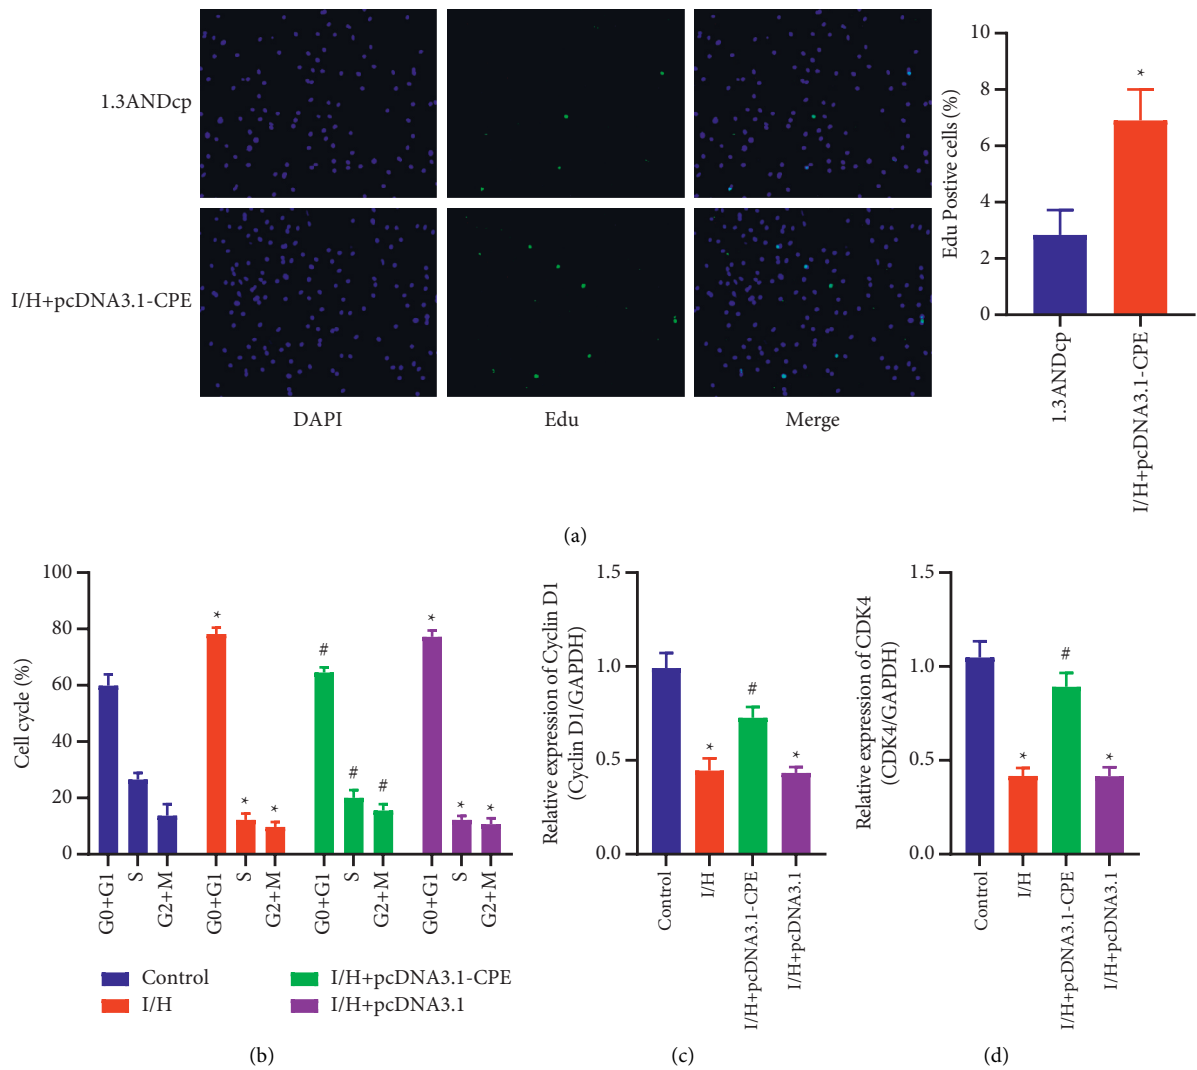 1.3ANDcp
I/H+pcDNA3.1-CPE
DAPI
Edu
Merge
Edu Postive cells (%)
10
8
6
4
2
0
*
1.3ANDcp
I/H+pcDNA3.1-CPE
(a)
Cell cycle (%)
100
80
60
40
20
0
*
*
*
#
#
#
*
*
*
G0+G1
S
G2+M
G0+G1
S
G2+M
G0+G1
S
G2+M
G0+G1
S
G2+M
Control
I/H
I/H+pcDNA3.1-CPE
I/H+pcDNA3.1
(b)
Relative expression of Cyclin D1
(Cyclin D1/GAPDH)
1.5
1.0
0.5
0.0
*
#
*
Control
I/H
I/H+pcDNA3.1-CPE
I/H+pcDNA3.1
(c)
Relative expression of CDK4
(CDK4/GAPDH)
1.5
1.0
0.5
0.0
*
#
*
Control
I/H
I/H+pcDNA3.1-CPE
I/H+pcDNA3.1
(d)